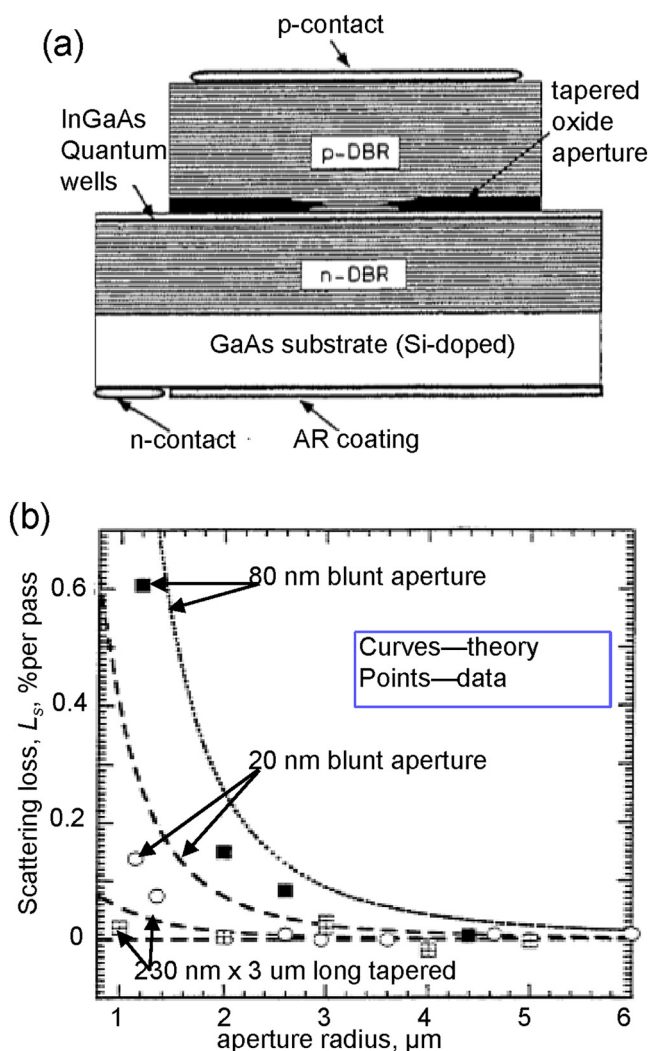 (a)
p-contact
tapered
oxide
aperture
InGaAs
Quantum
wells
p-DBR
n-DBR
GaAs substrate (Si-doped)
n-contact
AR coating
(b)
Scattering loss, Ls, %per pass
0.6
0.4
0.2
0
80 nm blunt aperture
Curves—theory
Points—data
20 nm blunt aperture
230 nm x 3 um long tapered
1 2 3 4 5 6
aperture radius, μm